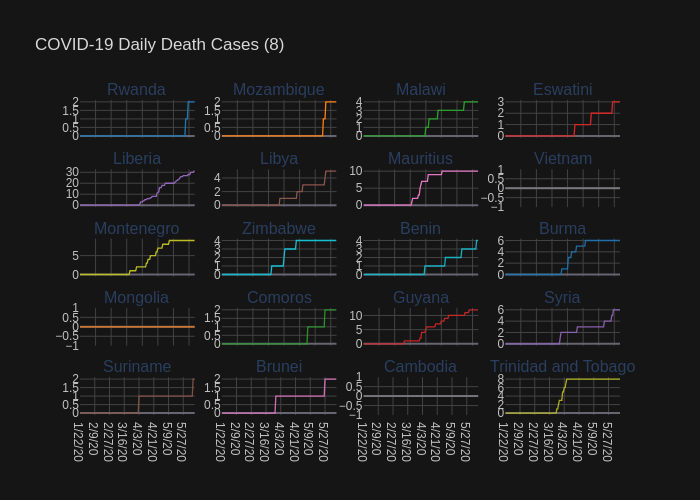 COVID-19 Daily Death Cases (8)
Rwanda Mozambique Malawi Eswatini
2 2 4 3
1.5 1.5 3 2
1 1 2 1
0.5 0.5 1 0
0 0 0
Liberia Libya Mauritius Vietnam
30 4 10 1
20 2 5 0.5
10 0 0 0
0 −0.5
−1
Montenegro Zimbabwe Benin Burma
5 4 4 6
0 3 3 4
2 2 2
1 1 0
0 0
Mongolia Comoros Guyana Syria
1 2 10 6
0.5 1.5 5 4
0 1 0 2
−0.5 0.5 0
−1 0
Suriname Brunei Cambodia Trinidad and Tobago
2 2 1 8
1.5 1.5 0.5 6
1 1 0 4
0.5 0.5 −0.5 2
0 0 −1 0
1/22/20 2/9/20 2/27/20 3/16/20 4/3/20 4/21/20 5/9/20 5/27/20
1/22/20 2/9/20 2/27/20 3/16/20 4/3/20 4/21/20 5/9/20 5/27/20
1/22/20 2/9/20 2/27/20 3/16/20 4/3/20 4/21/20 5/9/20 5/27/20
1/22/20 2/9/20 2/27/20 3/16/20 4/3/20 4/21/20 5/9/20 5/27/20